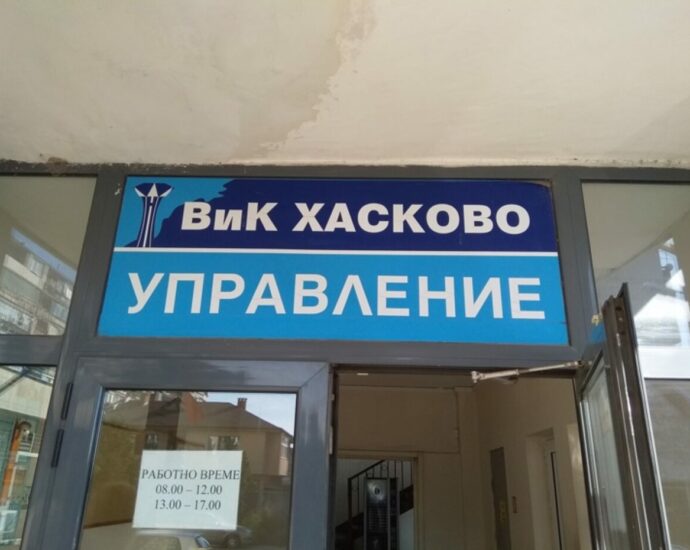 ВиК ХАСКОВО
УПРАВЛЕНИЕ
РАБОТНО ВРЕМЕ
08.00 – 12.00
13.00 – 17.00